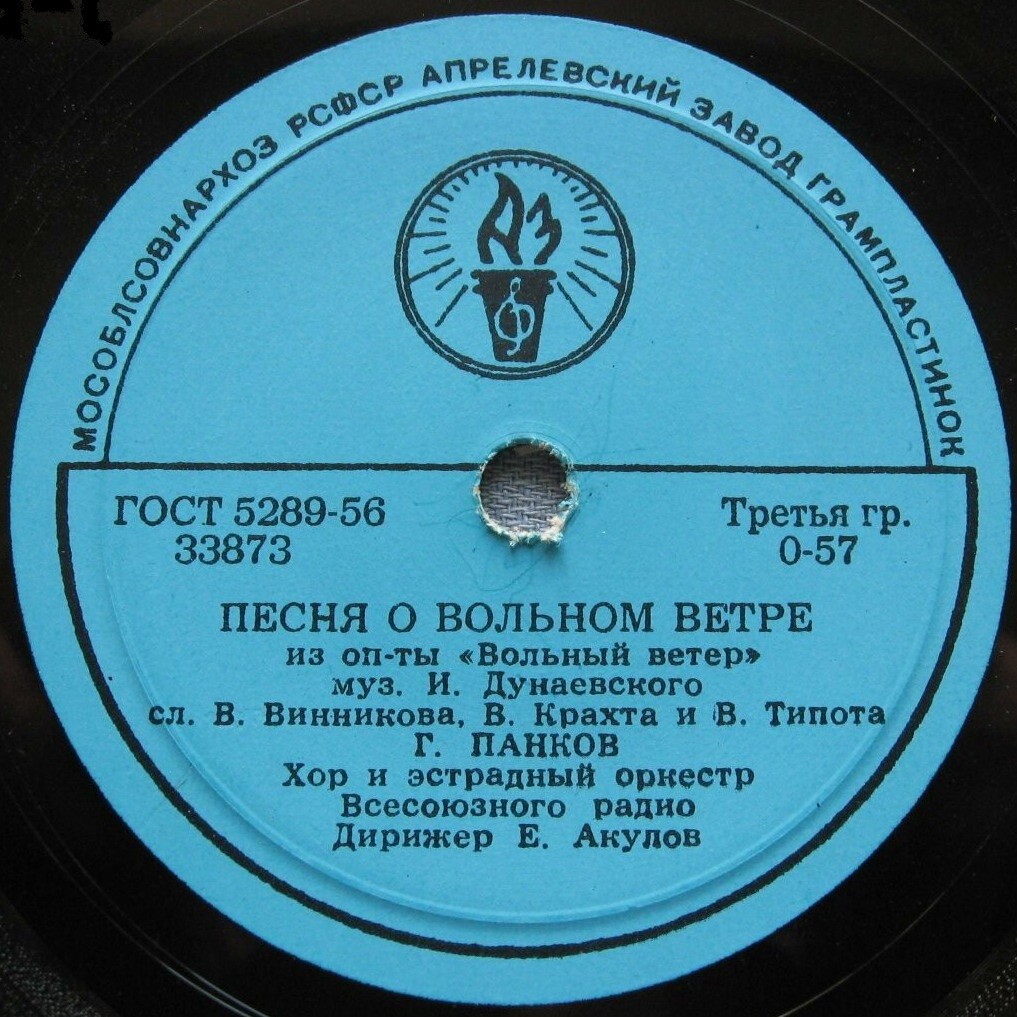 МОСОБЛСОВНАРХОЗ РСФСР АПРЕЛЕВСКИЙ ЗАВОД ГРАМПЛАСТИНОК
АЗ
ГОСТ 5289-56
33873
Третья гр.
0-57
ПЕСНЯ О ВОЛЬНОМ ВЕТРЕ
из оп-ты «Вольный ветер»
муз. И. Дунаевского
сл. В. Винникова, В. Крахта и В. Типота
Г. ПАНКОВ
Хор и эстрадный оркестр
Всесоюзного радио
Дирижер Е. Акулов